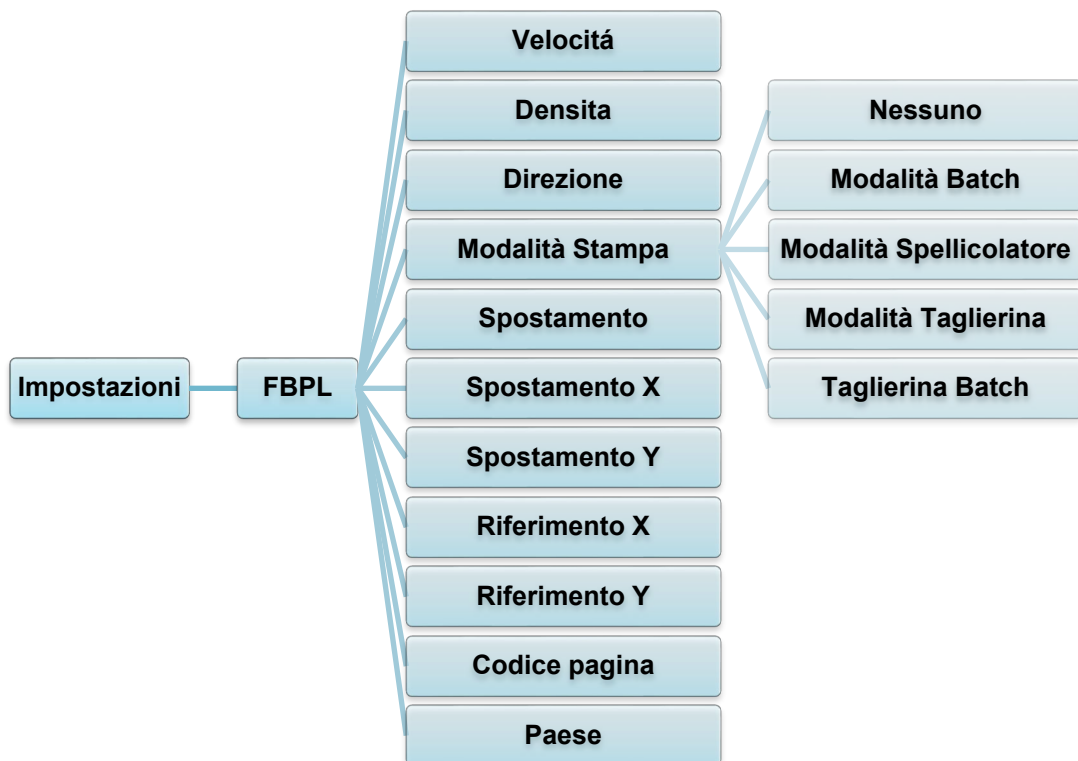 Impostazioni
FBPL
Velocitá
Densita
Direzione
Modalità Stampa
Spostamento
Spostamento X
Spostamento Y
Riferimento X
Riferimento Y
Codice pagina
Paese
Nessuno
Modalità Batch
Modalità Spellicolatore
Modalità Taglierina
Taglierina Batch